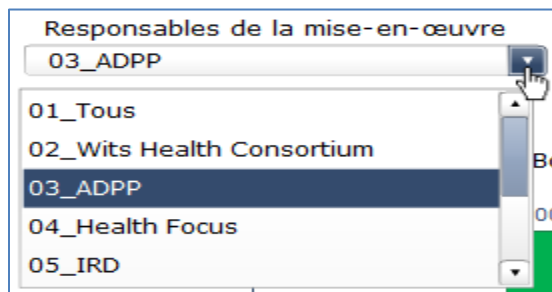 Responsables de la mise-en-œuvre
03_ADPP
01_Tous
02_Wits Health Consortium
03_ADPP
04_Health Focus
05_IRD